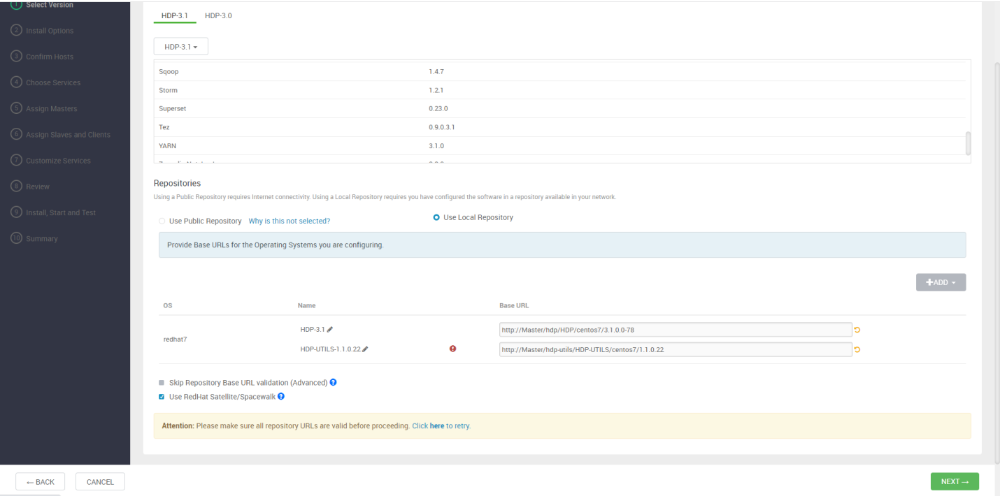 1 Select Version
2 Install Options
3 Confirm Hosts
4 Choose Services
5 Assign Masters
6 Assign Slaves and Clients
7 Customize Services
8 Review
9 Install, Start and Test
10 Summary
HDP-3.1 HDP-3.0
HDP-3.1
Sqoop 1.4.7
Storm 1.2.1
Superset 0.23.0
Tez 0.9.0.3.1
YARN 3.1.0
Repositories
Using a Public Repository requires Internet connectivity. Using a Local Repository requires you have configured the software in a repository available in your network.
Use Public Repository Why is this not selected? Use Local Repository
Provide Base URLs for the Operating Systems you are configuring.
+ADD
OS Name Base URL
redhat7
HDP-3.1 http://Master/hdp/HDP/centos7/3.1.0.0-78
HDP-UTILS-1.1.0.22 http://Master/hdp-utils/HDP-UTILS/centos7/1.1.0.22
Skip Repository Base URL validation (Advanced) ?
Use RedHat Satellite/Spacewalk ?
Attention: Please make sure all repository URLs are valid before proceeding. Click here to retry.
← BACK CANCEL NEXT →